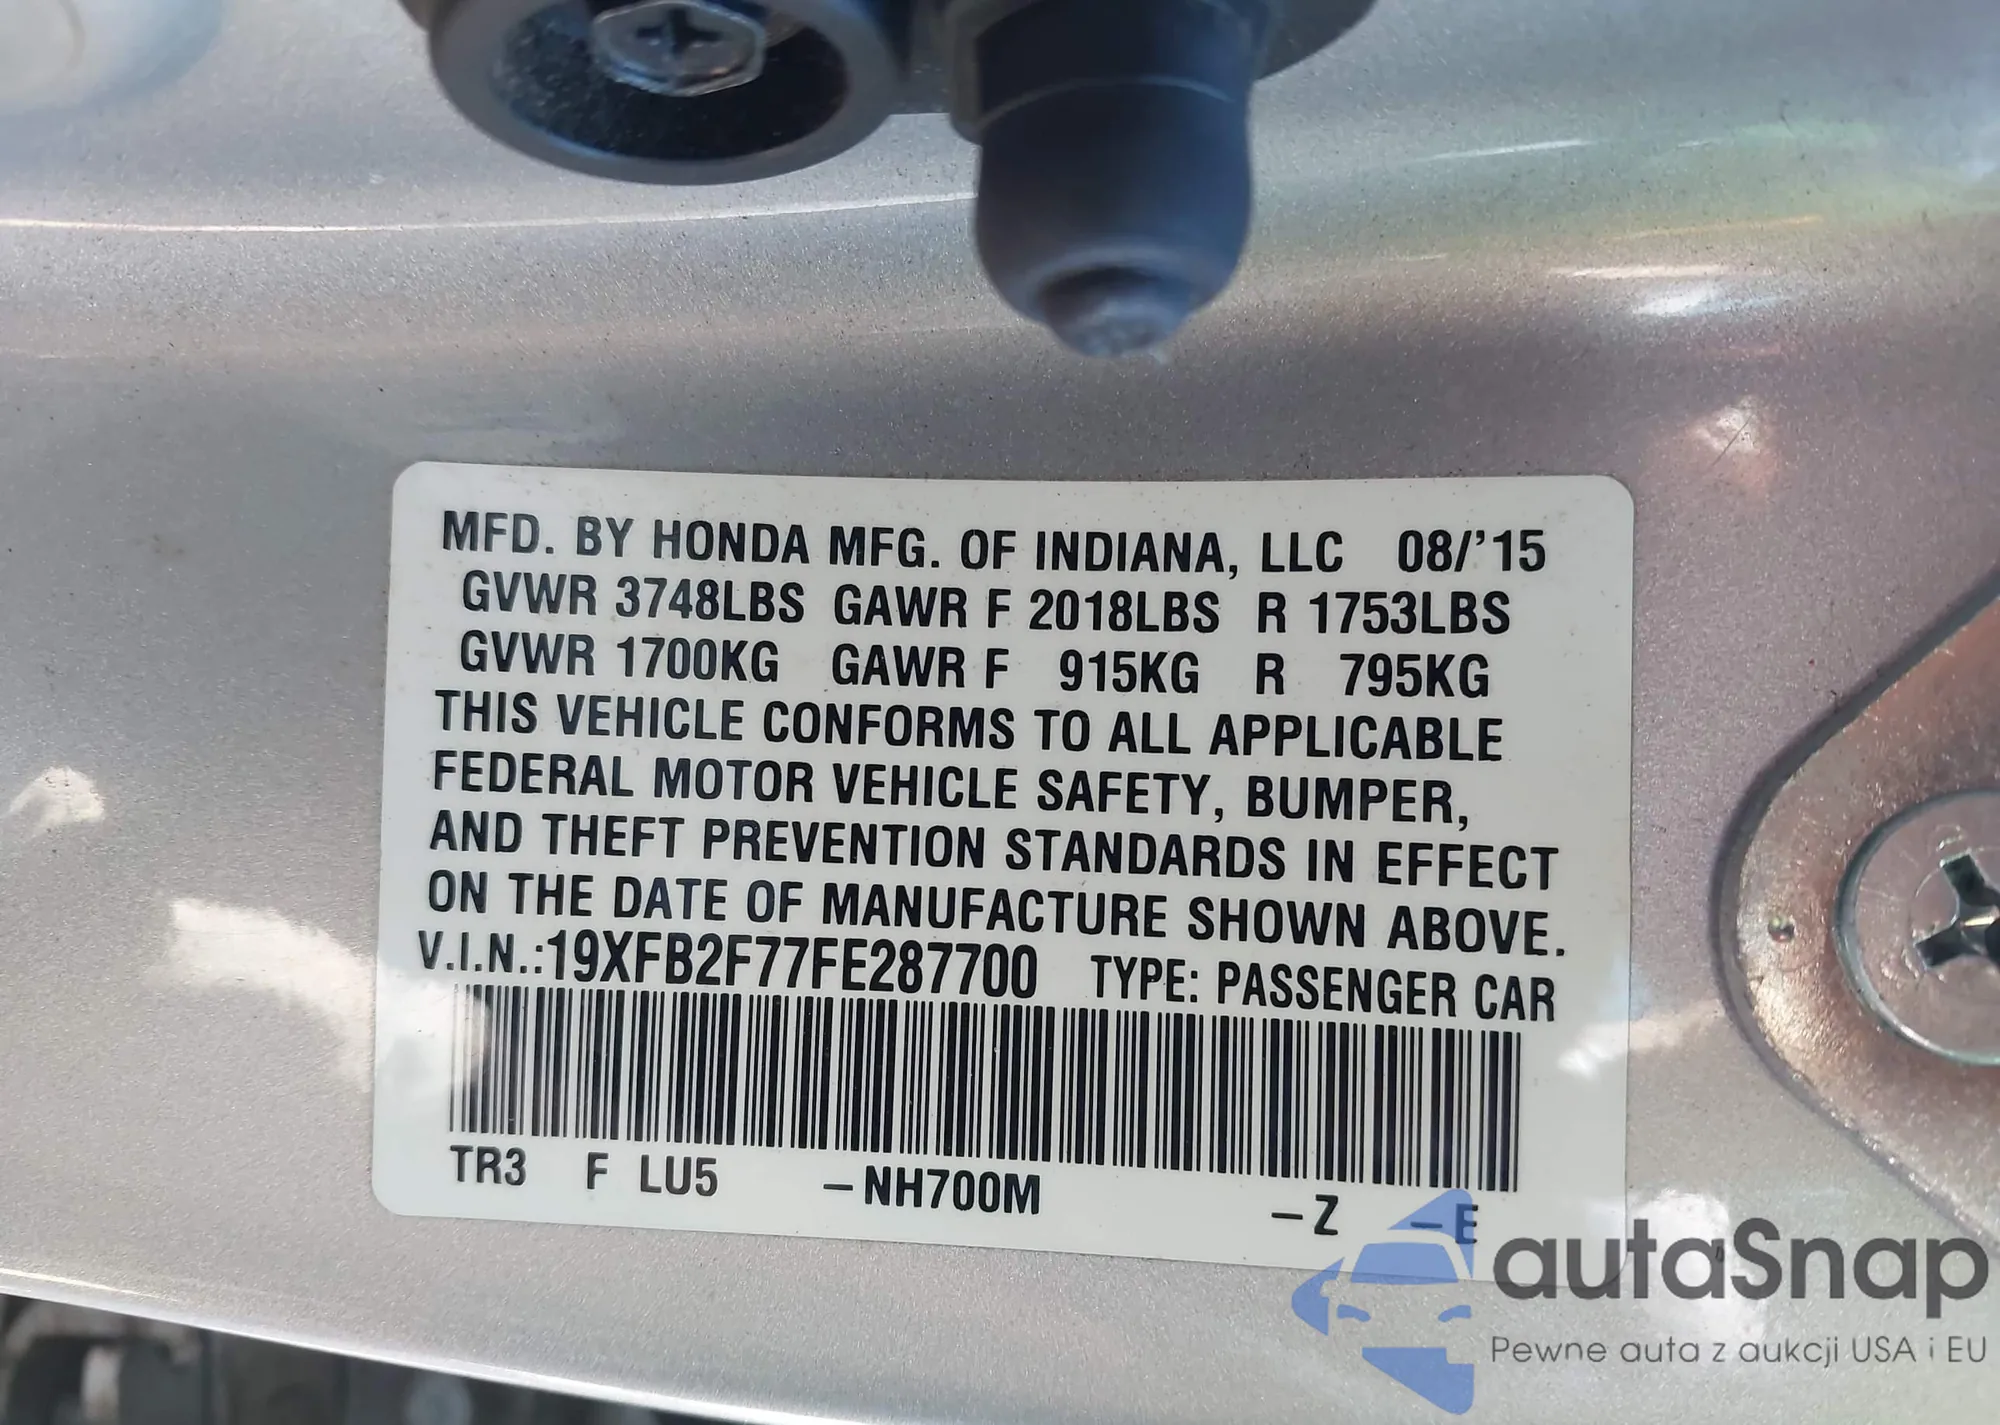 MFD. BY HONDA MFG. OF INDIANA, LLC 08/'15
GVWR 3748LBS GAWR F 2018LBS R 1753LBS
GVWR 1700KG GAWR F 915KG R 795KG
THIS VEHICLE CONFORMS TO ALL APPLICABLE
FEDERAL MOTOR VEHICLE SAFETY, BUMPER,
AND THEFT PREVENTION STANDARDS IN EFFECT
ON THE DATE OF MANUFACTURE SHOWN ABOVE.
V.I.N.:19XFB2F77FE287700 TYPE: PASSENGER CAR
TR3 F LU5 –NH700M –Z –E
autaSnap
Pewne auta z aukcji USA i EU